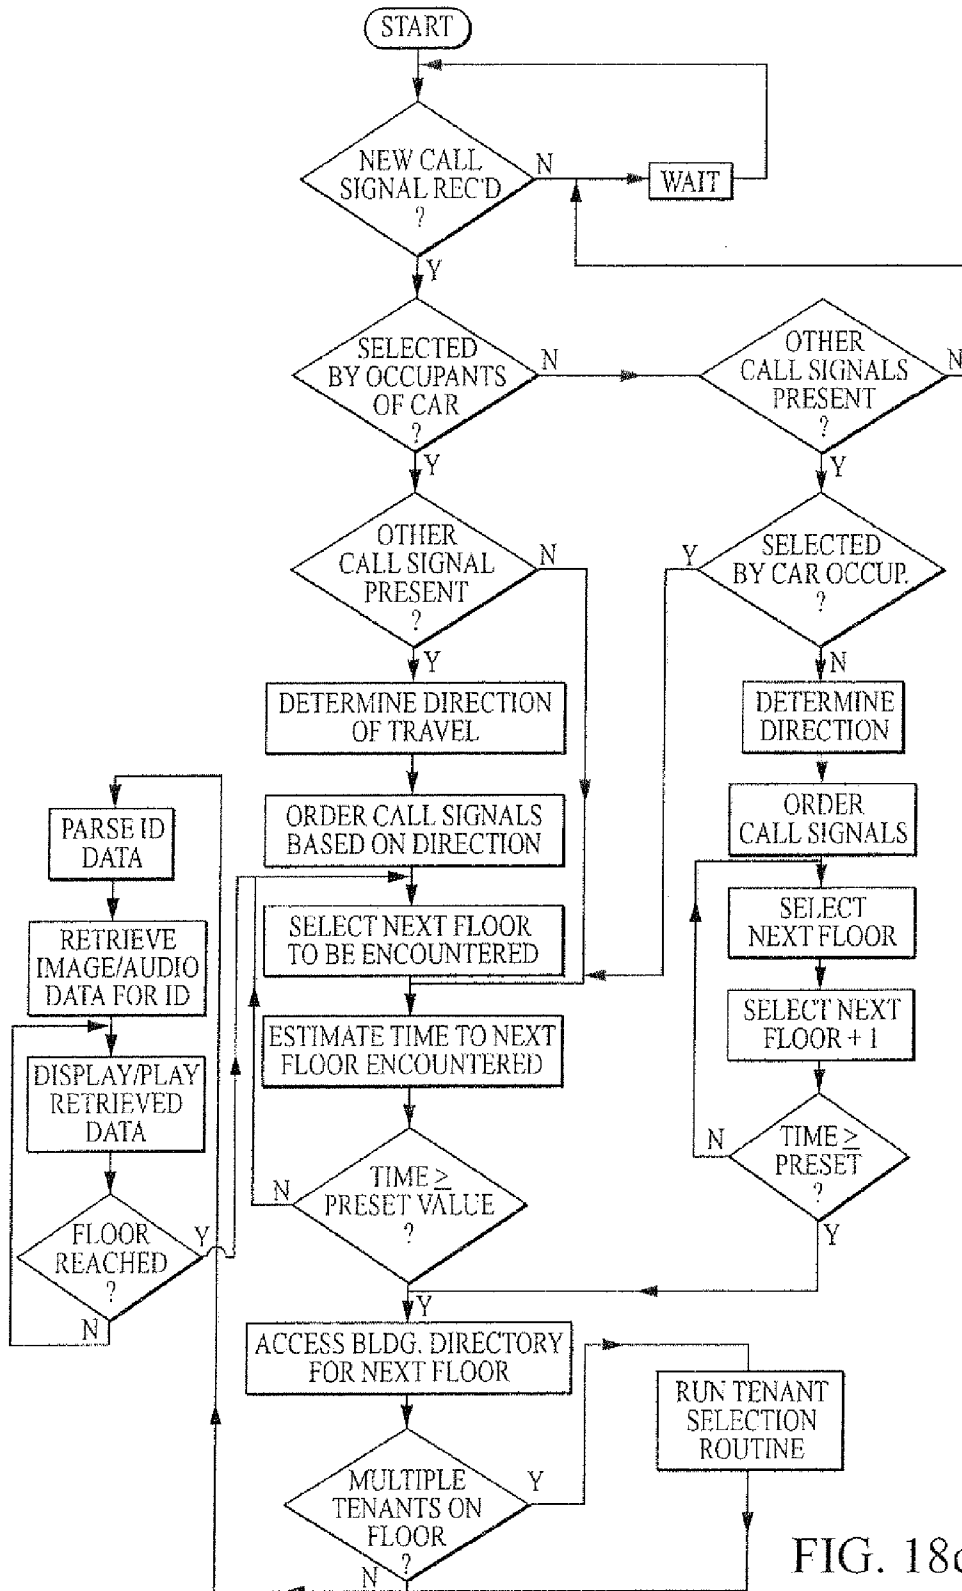 START
NEW CALL
SIGNAL REC'D
?
N
WAIT
Y
SELECTED
BY OCCUPANTS
OF CAR
?
N
Y
OTHER
CALL SIGNALS
PRESENT
?
N
Y
OTHER
CALL SIGNAL
PRESENT
?
N
Y
SELECTED
BY CAR OCCUP.
?
Y
N
DETERMINE DIRECTION
OF TRAVEL
DETERMINE
DIRECTION
ORDER CALL SIGNALS
BASED ON DIRECTION
ORDER
CALL SIGNALS
PARSE ID
DATA
SELECT NEXT FLOOR
TO BE ENCOUNTERED
SELECT
NEXT FLOOR
RETRIEVE
IMAGE/AUDIO
DATA FOR ID
ESTIMATE TIME TO NEXT
FLOOR ENCOUNTERED
SELECT NEXT
FLOOR + 1
DISPLAY/PLAY
RETRIEVED
DATA
TIME ≥
PRESET VALUE
?
N
Y
TIME ≥
PRESET
?
N
Y
FLOOR
REACHED
?
Y
N
ACCESS BLDG. DIRECTORY
FOR NEXT FLOOR
RUN TENANT
SELECTION
ROUTINE
MULTIPLE
TENANTS ON
FLOOR
?
Y
N
FIG. 18